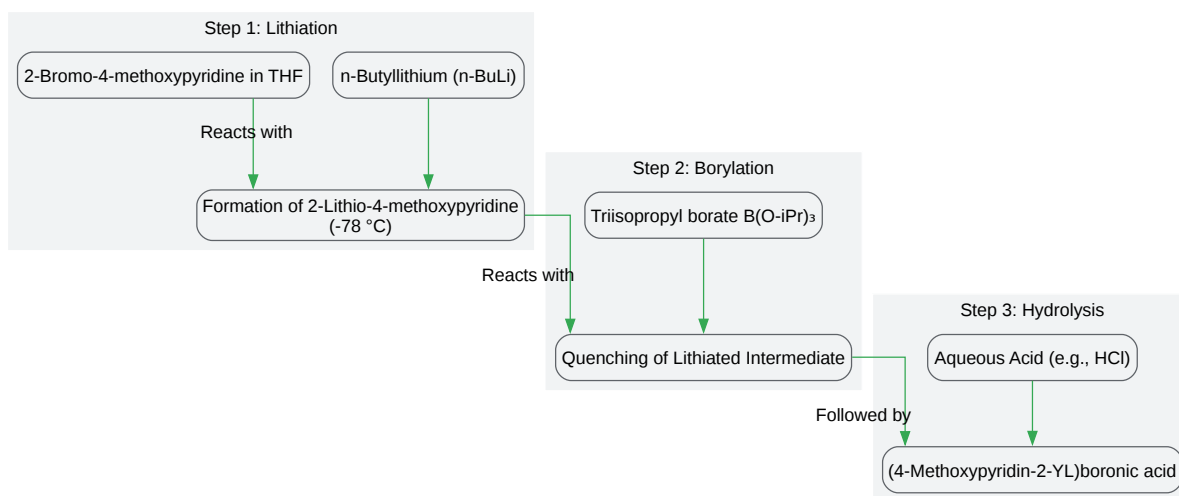 Step 1: Lithiation
2-Bromo-4-methoxypyridine in THF
n-Butyllithium (n-BuLi)
Reacts with
Formation of 2-Lithio-4-methoxypyridine
(-78 °C)
Step 2: Borylation
Triisopropyl borate B(O-iPr)₃
Reacts with
Quenching of Lithiated Intermediate
Step 3: Hydrolysis
Aqueous Acid (e.g., HCl)
Followed by
(4-Methoxypyridin-2-YL)boronic acid